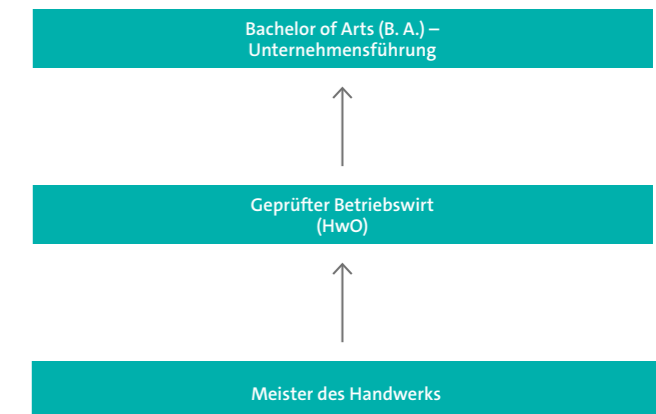 Bachelor of Arts (B. A.) –
Unternehmensführung
Geprüfter Betriebswirt
(HwO)
Meister des Handwerks